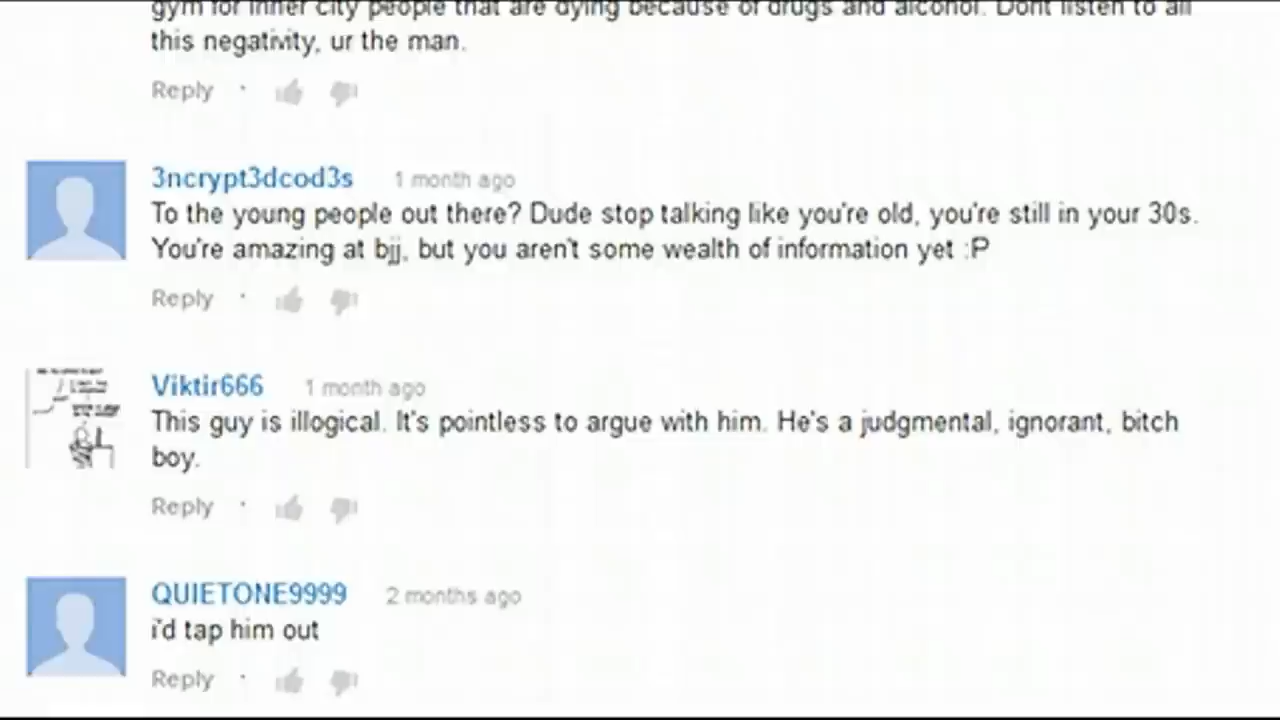 gym for inner city people that are dying because of drugs and alcohol. Dont listen to all
this negativity, ur the man.
Reply
3ncrypt3dcod3s 1 month ago
To the young people out there? Dude stop talking like you're old, you're still in your 30s.
You're amazing at bjj, but you aren't some wealth of information yet :P
Reply
Viktir666 1 month ago
This guy is illogical. It's pointless to argue with him. He's a judgmental, ignorant, bitch
boy.
Reply
QUIETONE9999 2 months ago
i'd tap him out
Reply